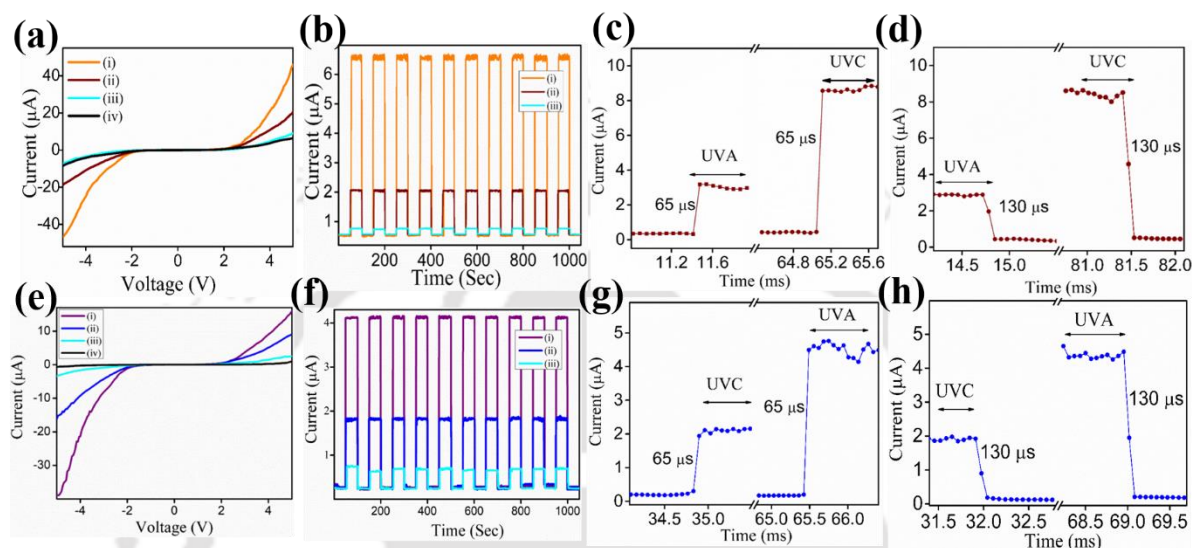 (a)
(i)
(ii)
(iii)
(iv)
40
20
0
-20
-40
Current (μA)
-4 -2 0 2 4
Voltage (V)
(b)
6
5
4
3
2
1
Current (μA)
(i)
(ii)
(iii)
200 400 600 800 1000
Time (Sec)
(c)
10
8
6
4
2
0
Current (μA)
UVC
65 μs
UVA
65 μs
11.2 11.6 64.8 65.2 65.6
Time (ms)
(d)
10
8
6
4
2
0
Current (μA)
UVC
130 μs
UVA
130 μs
14.5 15.0 81.0 81.5 82.0
Time (ms)
(e)
(i)
(ii)
(iii)
(iv)
10
0
-10
-20
-30
Current (μA)
-4 -2 0 2 4
Voltage (V)
(f)
4
3
2
1
Current (μA)
(i)
(ii)
(iii)
200 400 600 800 1000
Time (Sec)
(g)
6
5
4
3
2
1
0
Current (μA)
UVA
UVC
65 μs
65 μs
34.5 35.0 65.0 65.5 66.0
Time (ms)
(h)
5
4
3
2
1
0
Current (μA)
UVA
UVC
130 μs
130 μs
31.5 32.0 32.5 68.5 69.0 69.5
Time (ms)